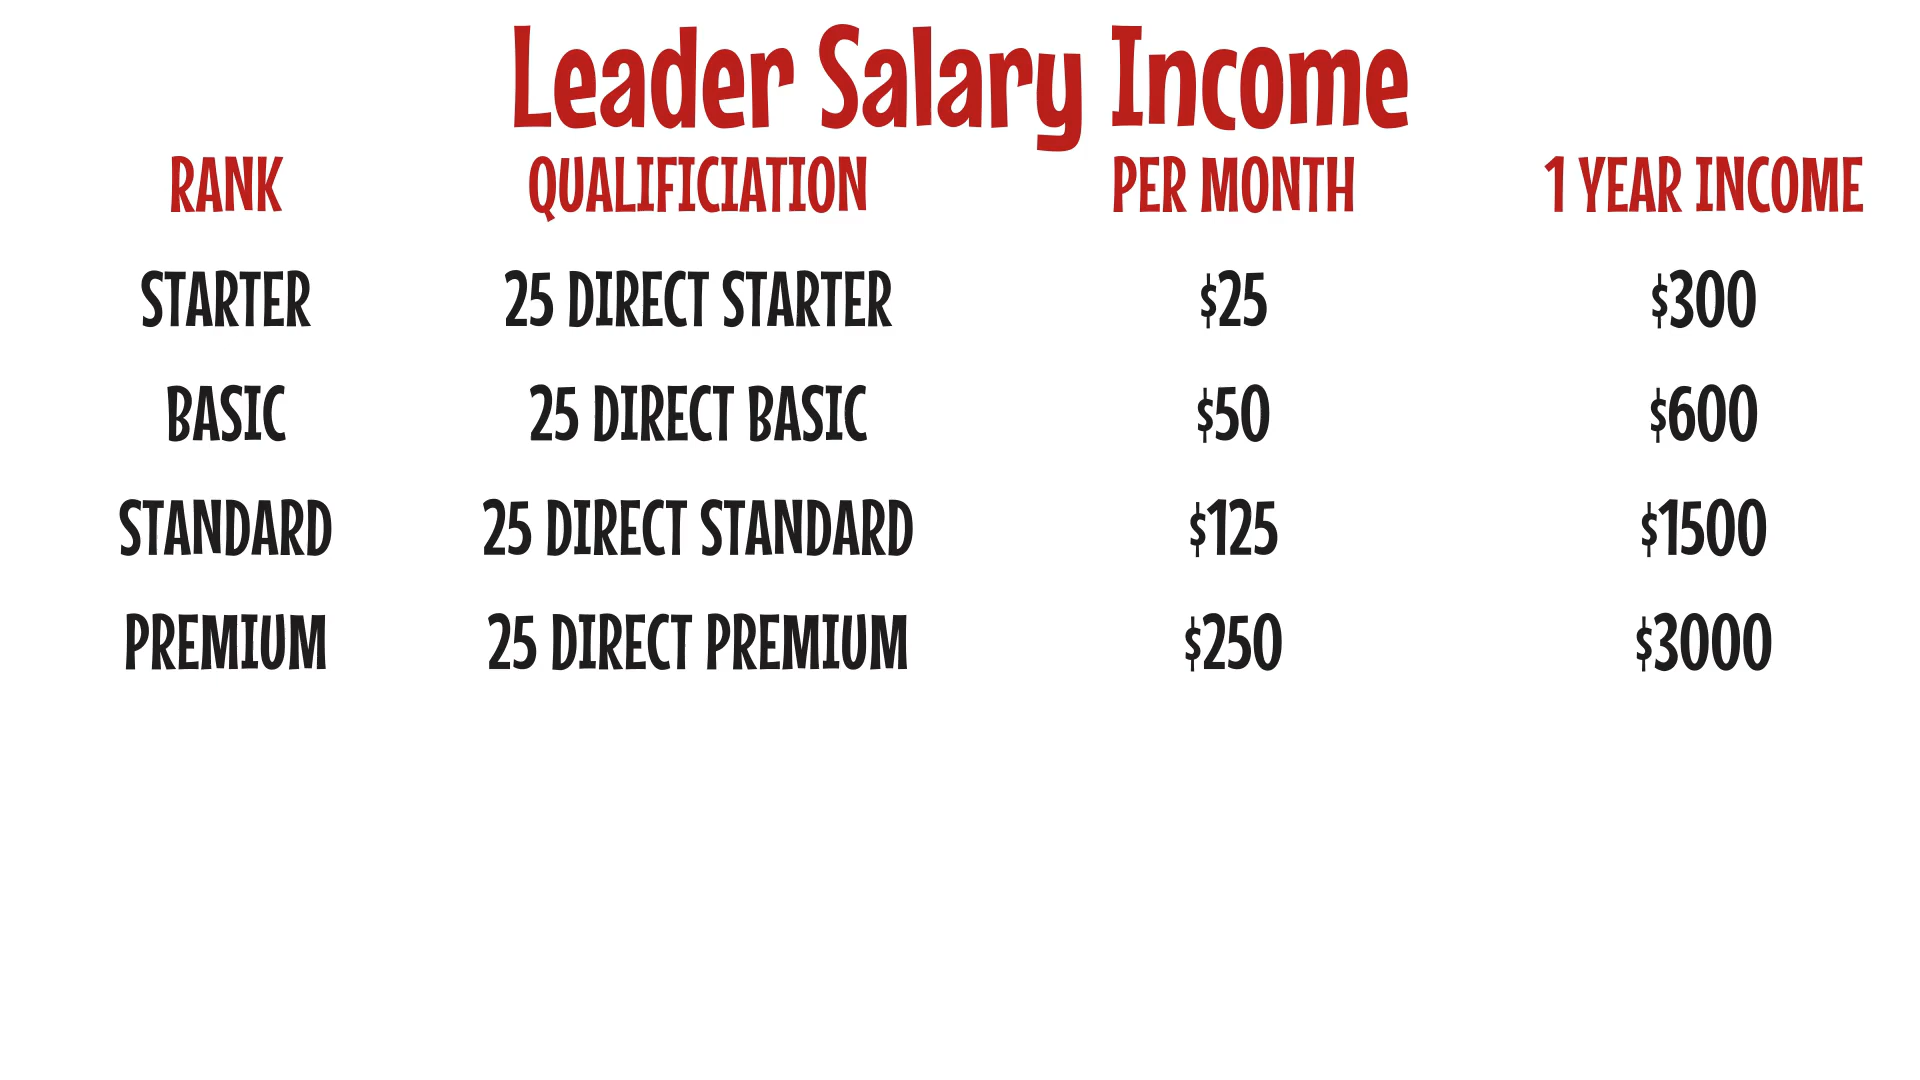 Leader Salary Income
RANK QUALIFICIATION PER MONTH 1 YEAR INCOME
STARTER 25 DIRECT STARTER $25 $300
BASIC 25 DIRECT BASIC $50 $600
STANDARD 25 DIRECT STANDARD $125 $1500
PREMIUM 25 DIRECT PREMIUM $250 $3000